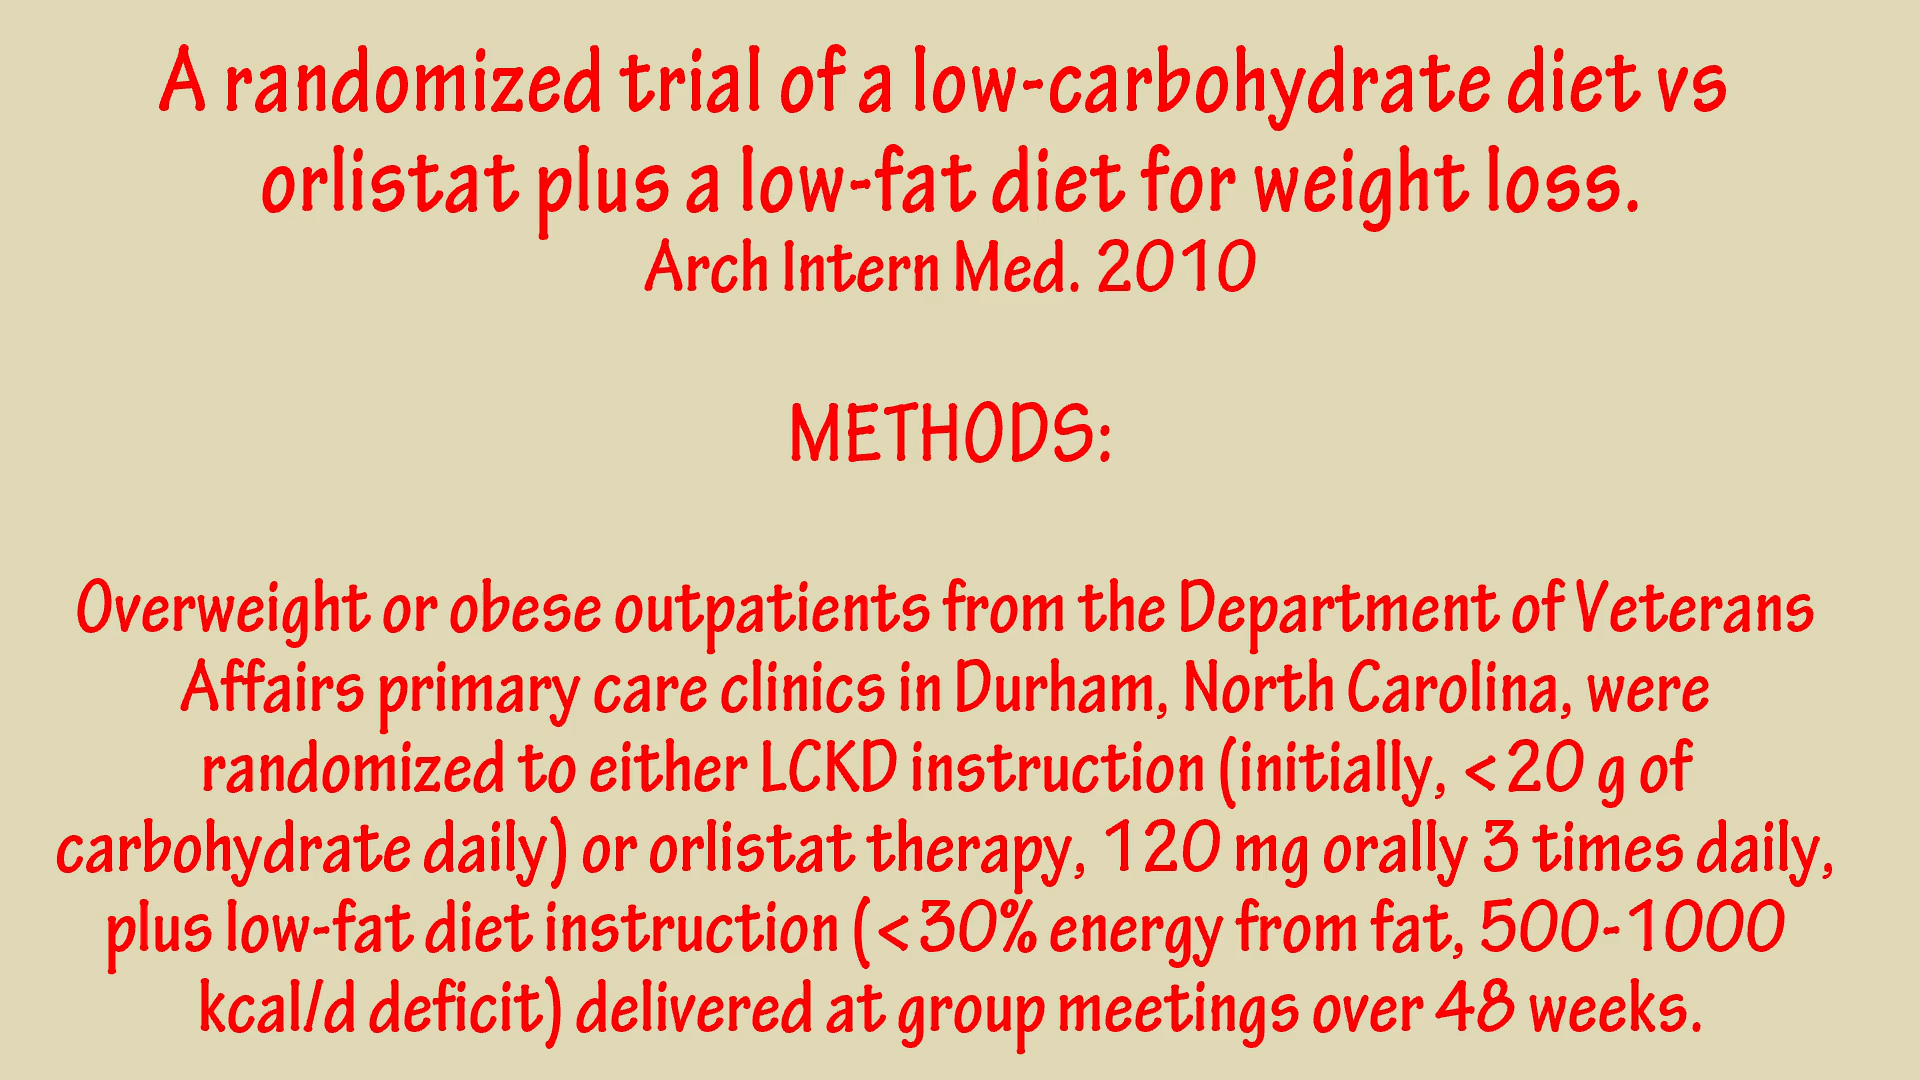 A randomized trial of a low-carbohydrate diet vs
orlistat plus a low-fat diet for weight loss.
Arch Intern Med. 2010
METHODS:
Overweight or obese outpatients from the Department of Veterans
Affairs primary care clinics in Durham, North Carolina, were
randomized to either LCKD instruction (initially, <20 g of
carbohydrate daily) or orlistat therapy, 120 mg orally 3 times daily,
plus low-fat diet instruction (<30% energy from fat, 500-1000
kcal/d deficit) delivered at group meetings over 48 weeks.